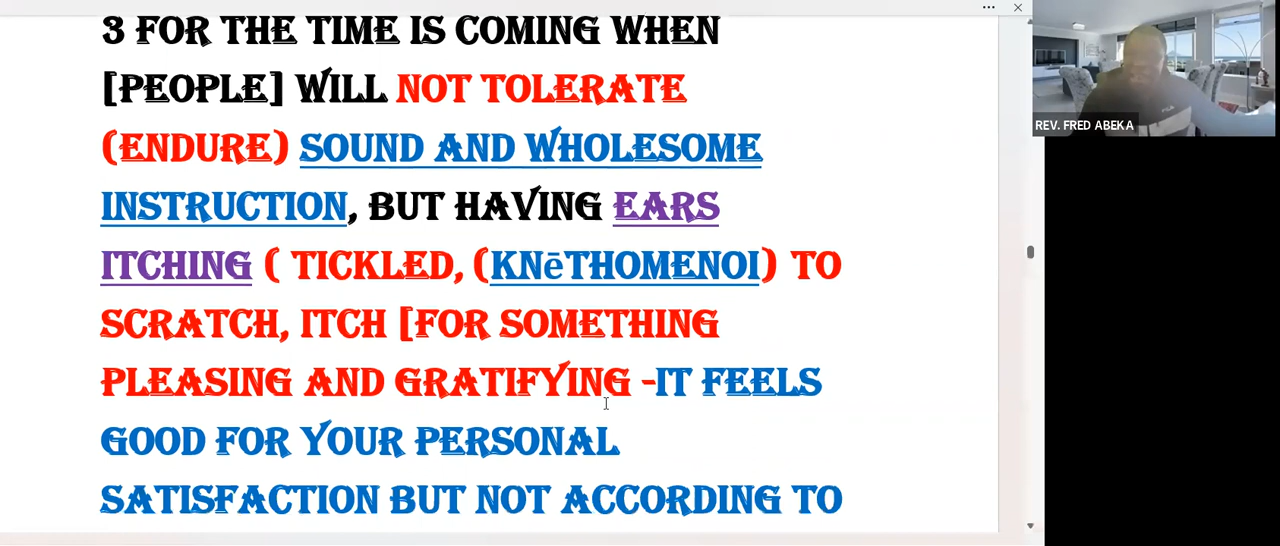 3 FOR THE TIME IS COMING WHEN
[PEOPLE] WILL NOT TOLERATE
(ENDURE) SOUND AND WHOLESOME
INSTRUCTION, BUT HAVING EARS
ITCHING ( TICKLED, (KNēTHOMENOI) TO
SCRATCH, ITCH [FOR SOMETHING
PLEASING AND GRATIFYING -IT FEELS
GOOD FOR YOUR PERSONAL
SATISFACTION BUT NOT ACCORDING TO
REV. FRED ABEKA
FILA